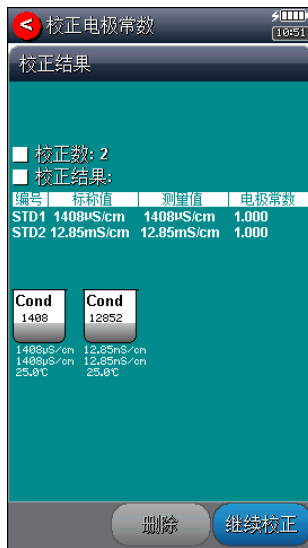 校正电极常数
10:51
校正结果
校正数: 2
校正结果:
编号 标称值 测量值 电极常数
STD1 1408μS/cm 1408μS/cm 1.000
STD2 12.85mS/cm 12.85mS/cm 1.000
Cond Cond
1408 12852
1408μS/cm 12.85mS/cm
1408μS/cm 12.85mS/cm
25.0℃ 25.0℃
删除 继续校正